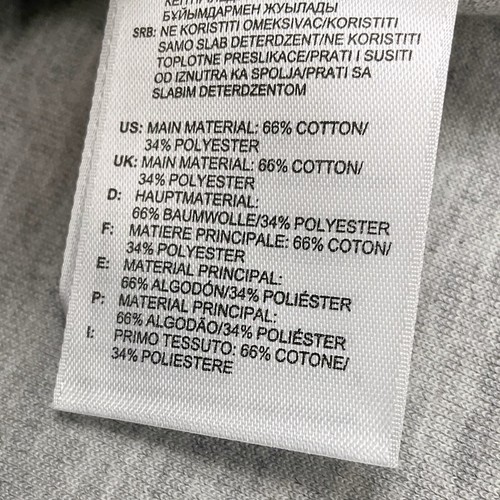 БҰЙЫМДАРМЕН ЖУЫЛАДЫ
SRB: NE KORISTITI OMEKSIVAC/KORISTITI
SAMO SLAB DETERDZENT/NE KORISTITI
TOPLOTNE PRESLIKACE/PRATI I SUSITI
OD IZNUTRA KA SPOLJA/PRATI SA
SLABIM DETERDZENTOM
US: MAIN MATERIAL: 66% COTTON/
34% POLYESTER
UK: MAIN MATERIAL: 66% COTTON/
34% POLYESTER
D: HAUPTMATERIAL:
66% BAUMWOLLE/34% POLYESTER
F: MATIERE PRINCIPALE: 66% COTON/
34% POLYESTER
E: MATERIAL PRINCIPAL:
66% ALGODÓN/34% POLIÉSTER
P: MATERIAL PRINCIPAL:
66% ALGODÃO/34% POLIÉSTER
I: PRIMO TESSUTO: 66% COTONE/
34% POLIESTERE